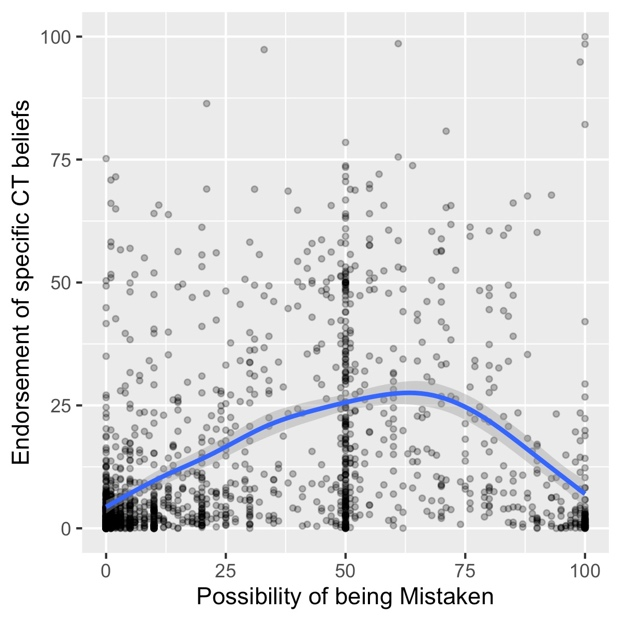 Endorsement of specific CT beliefs
100
75
50
25
0
0 25 50 75 100
Possibility of being Mistaken